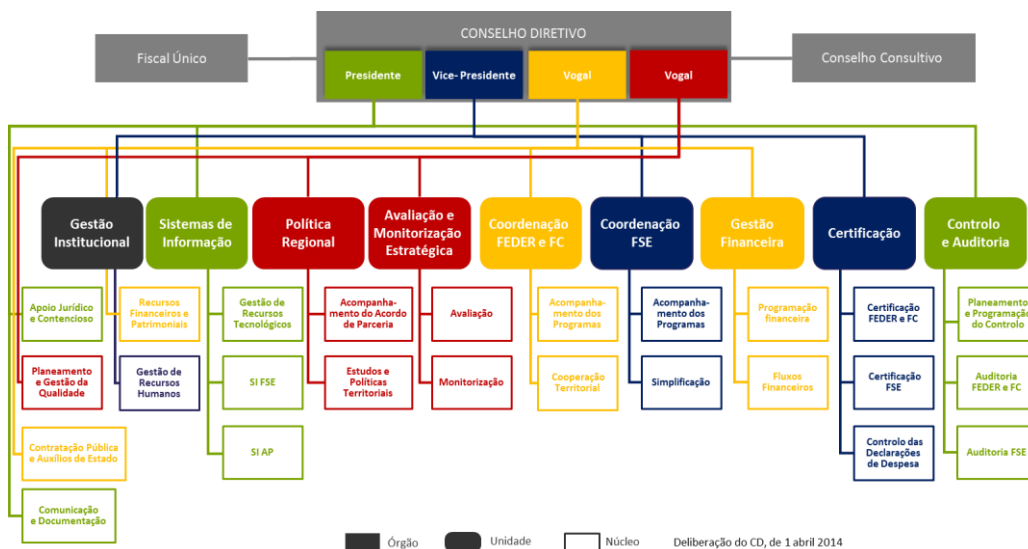 CONSELHO DIRETIVO
Fiscal Único
Conselho Consultivo
Presidente
Vice- Presidente
Vogal
Vogal
Gestão
Institucional
Sistemas de
Informação
Política
Regional
Avaliação e
Monitorização
Estratégica
Coordenação
FEDER e FC
Coordenação
FSE
Gestão
Financeira
Certificação
Controlo
e Auditoria
Apoio Jurídico
e Contencioso
Recursos
Financeiros e
Patrimoniais
Gestão de
Recursos
Tecnológicos
Acompanha-
mento do Acordo
de Parceria
Avaliação
Acompanha-
mento dos
Programas
Acompanha-
mento dos
Programas
Programação
financeira
Certificação
FEDER e FC
Planeamento
e Programação
do Controlo
Planeamento
e Gestão da
Qualidade
Gestão de
Recursos
Humanos
SI FSE
Estudos e
Políticas
Territoriais
Monitorização
Cooperação
Territorial
Simplificação
Fluxos
Financeiros
Certificação
FSE
Auditoria
FEDER e FC
Contratação Pública
e Auxílios de Estado
SI AP
Controlo das
Declarações
de Despesa
Auditoria FSE
Comunicação
e Documentação
Órgão
Unidade
Núcleo
Deliberação do CD, de 1 abril 2014